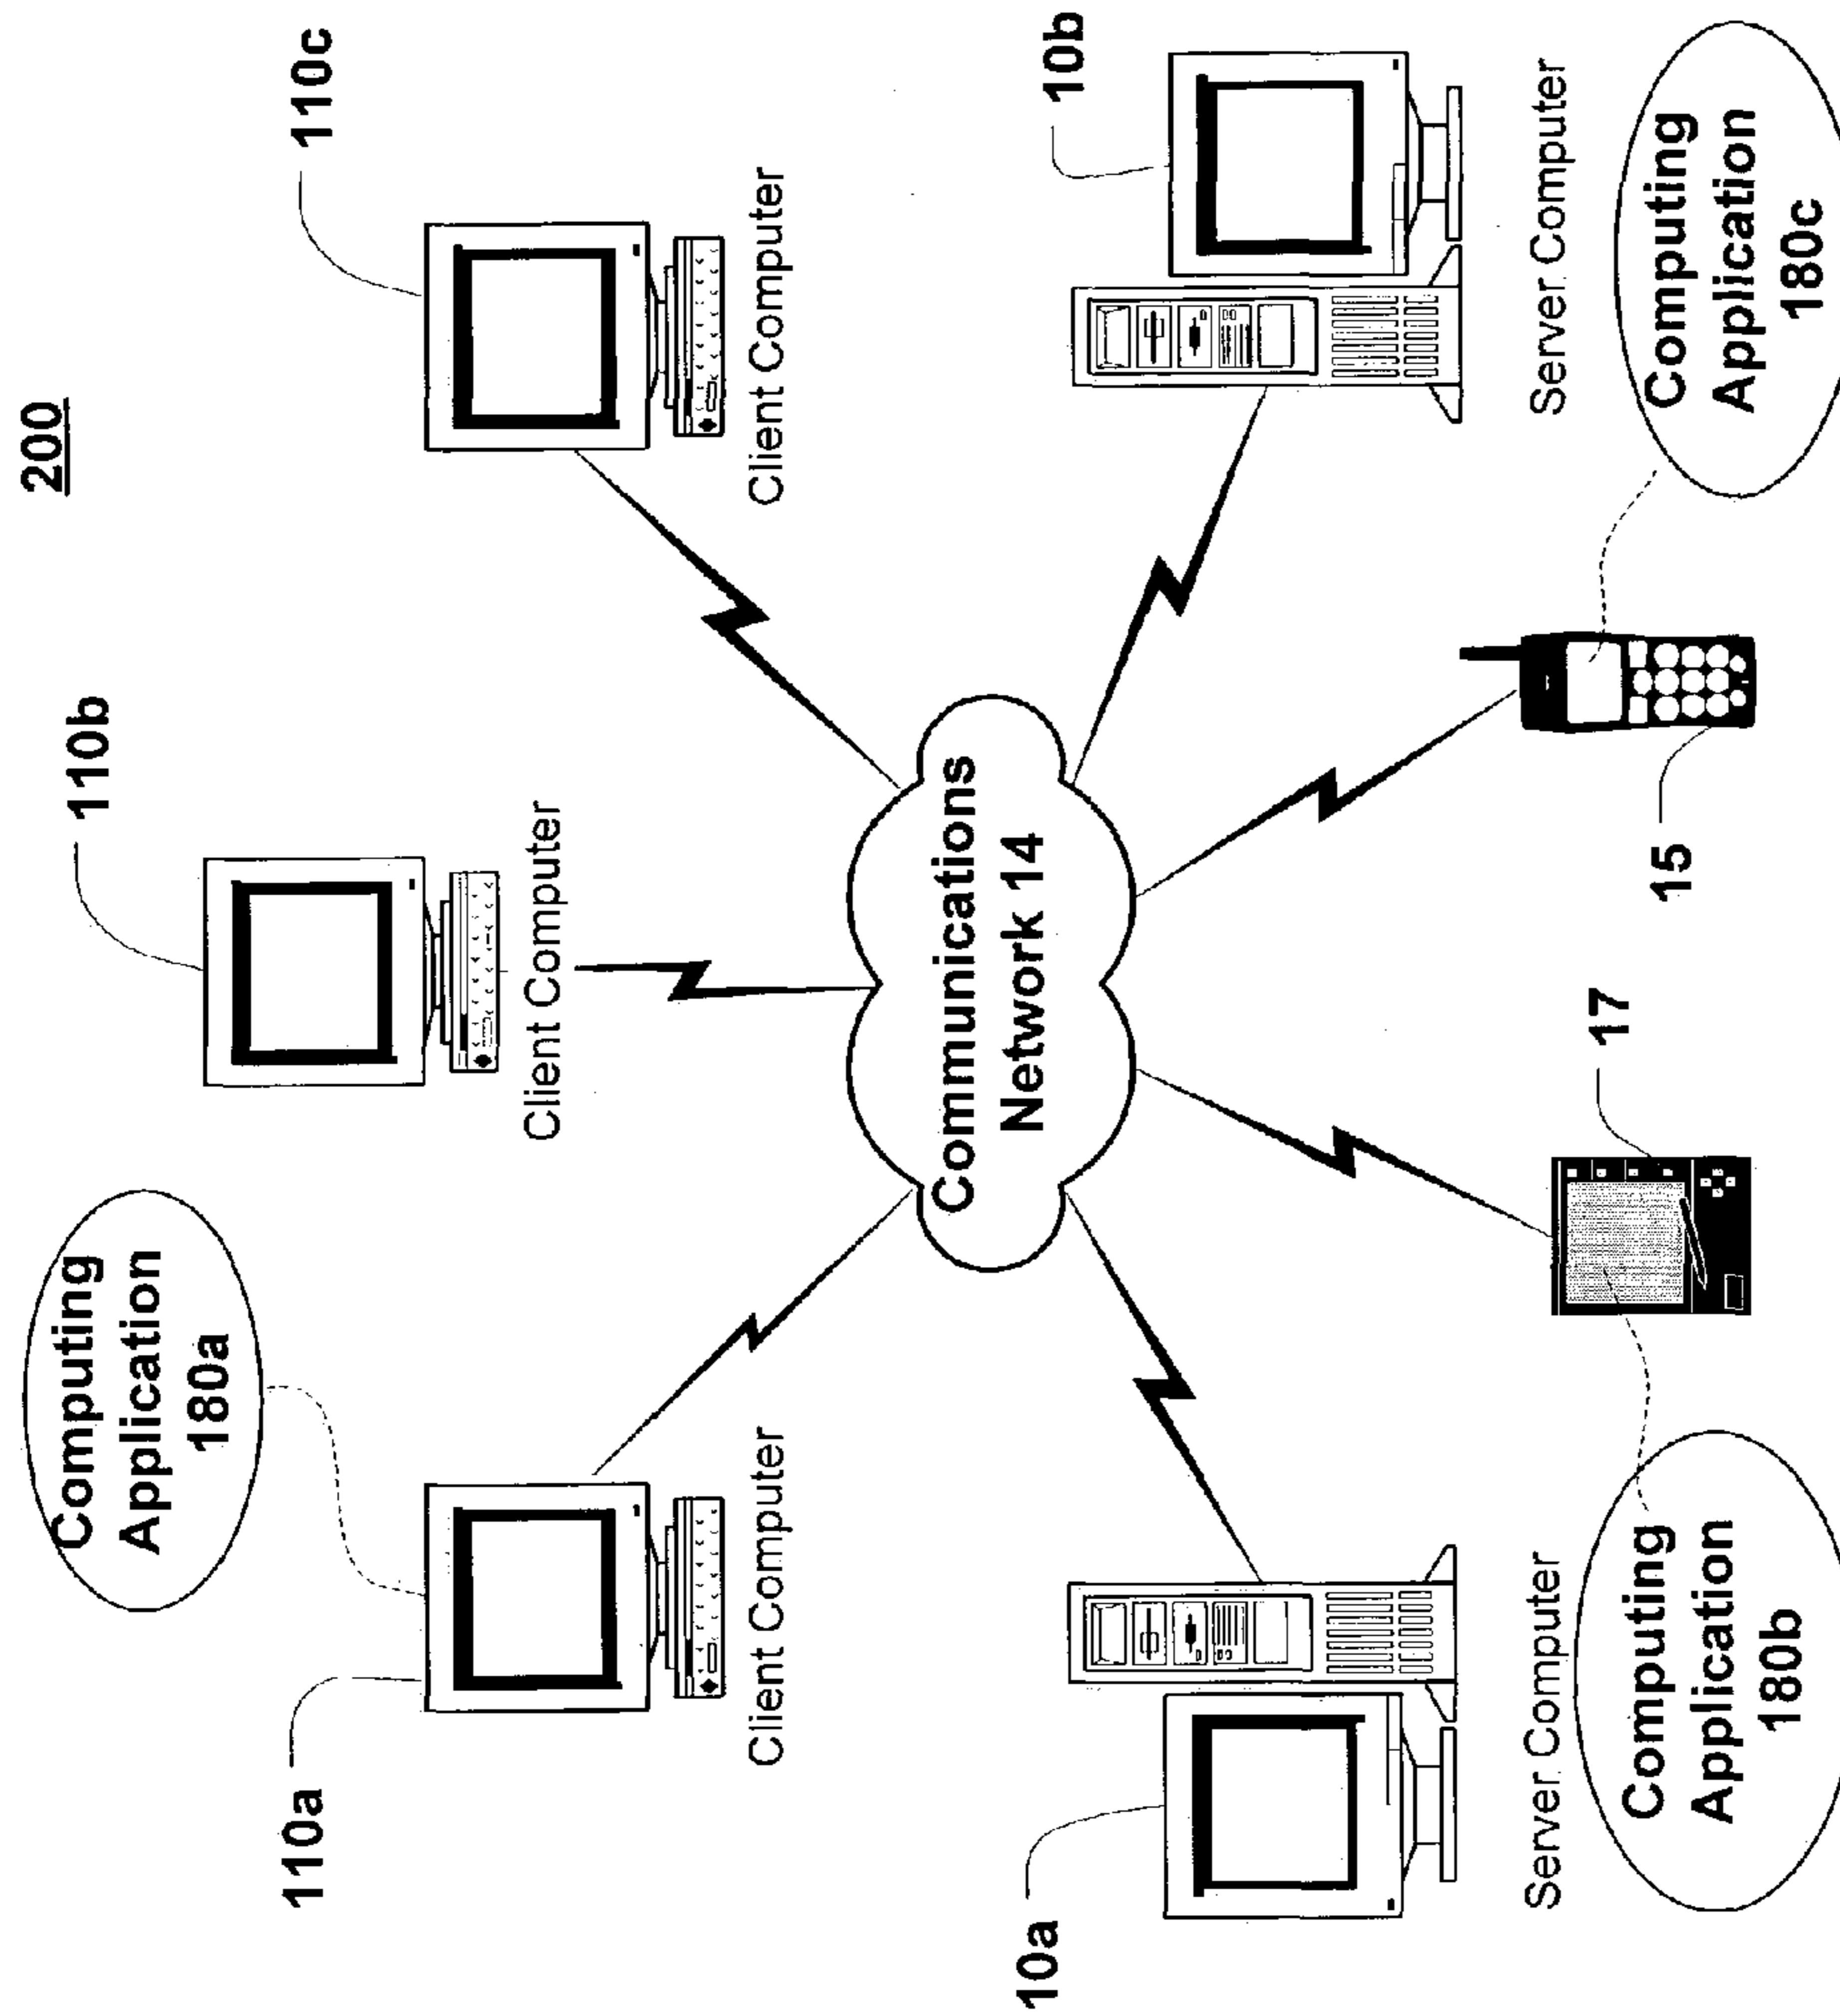 200
Computing
Application
180a
110b
110a
110c
Client Computer
Client Computer
Client Computer
Communications
Network 14
10a
10b
Server Computer
Server Computer
17
15
Computing
Application
180b
Computing
Application
180c